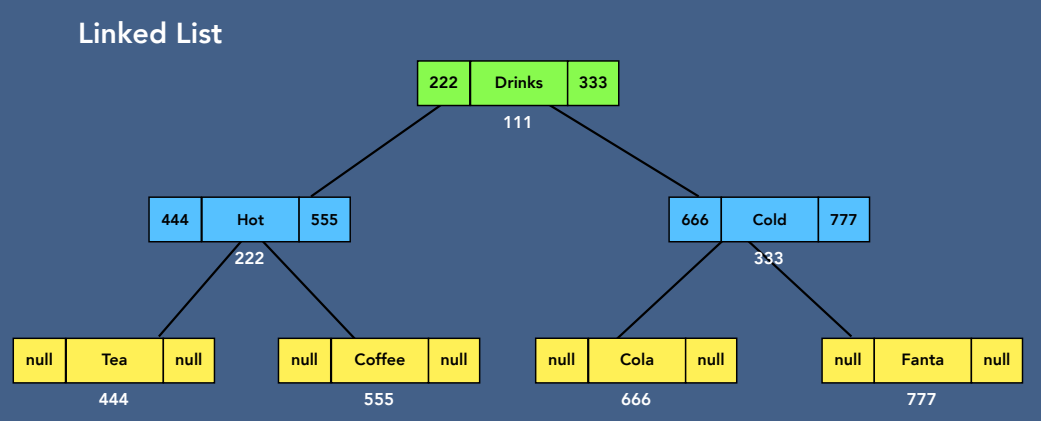 Linked List
222 Drinks 333
111
444 Hot 555
666 Cold 777
222
333
null Tea null
null Coffee null
null Cola null
null Fanta null
444
555
666
777